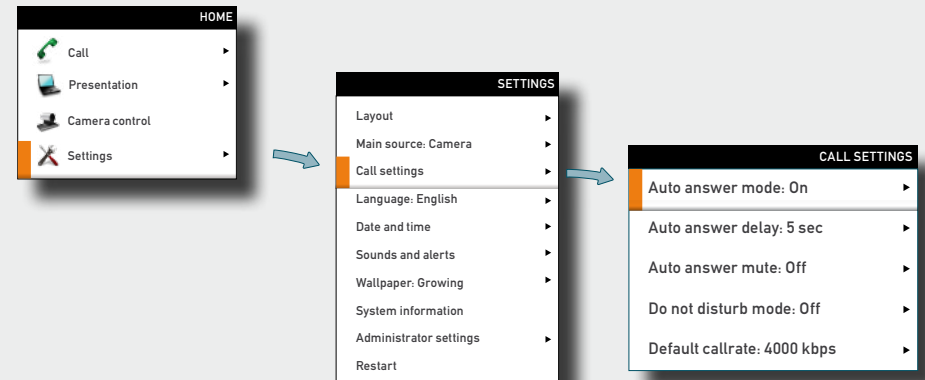 HOME
Call
Presentation
Camera control
Settings
SETTINGS
Layout
Main source: Camera
Call settings
Language: English
Date and time
Sounds and alerts
Wallpaper: Growing
System information
Administrator settings
Restart
CALL SETTINGS
Auto answer mode: On
Auto answer delay: 5 sec
Auto answer mute: Off
Do not disturb mode: Off
Default callrate: 4000 kbps